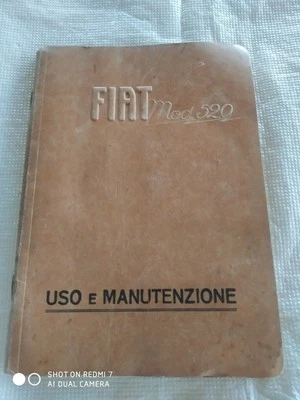 FIAT Mod 520
USO E MANUTENZIONE
SHOT ON REDMI 7
AI DUAL CAMERA